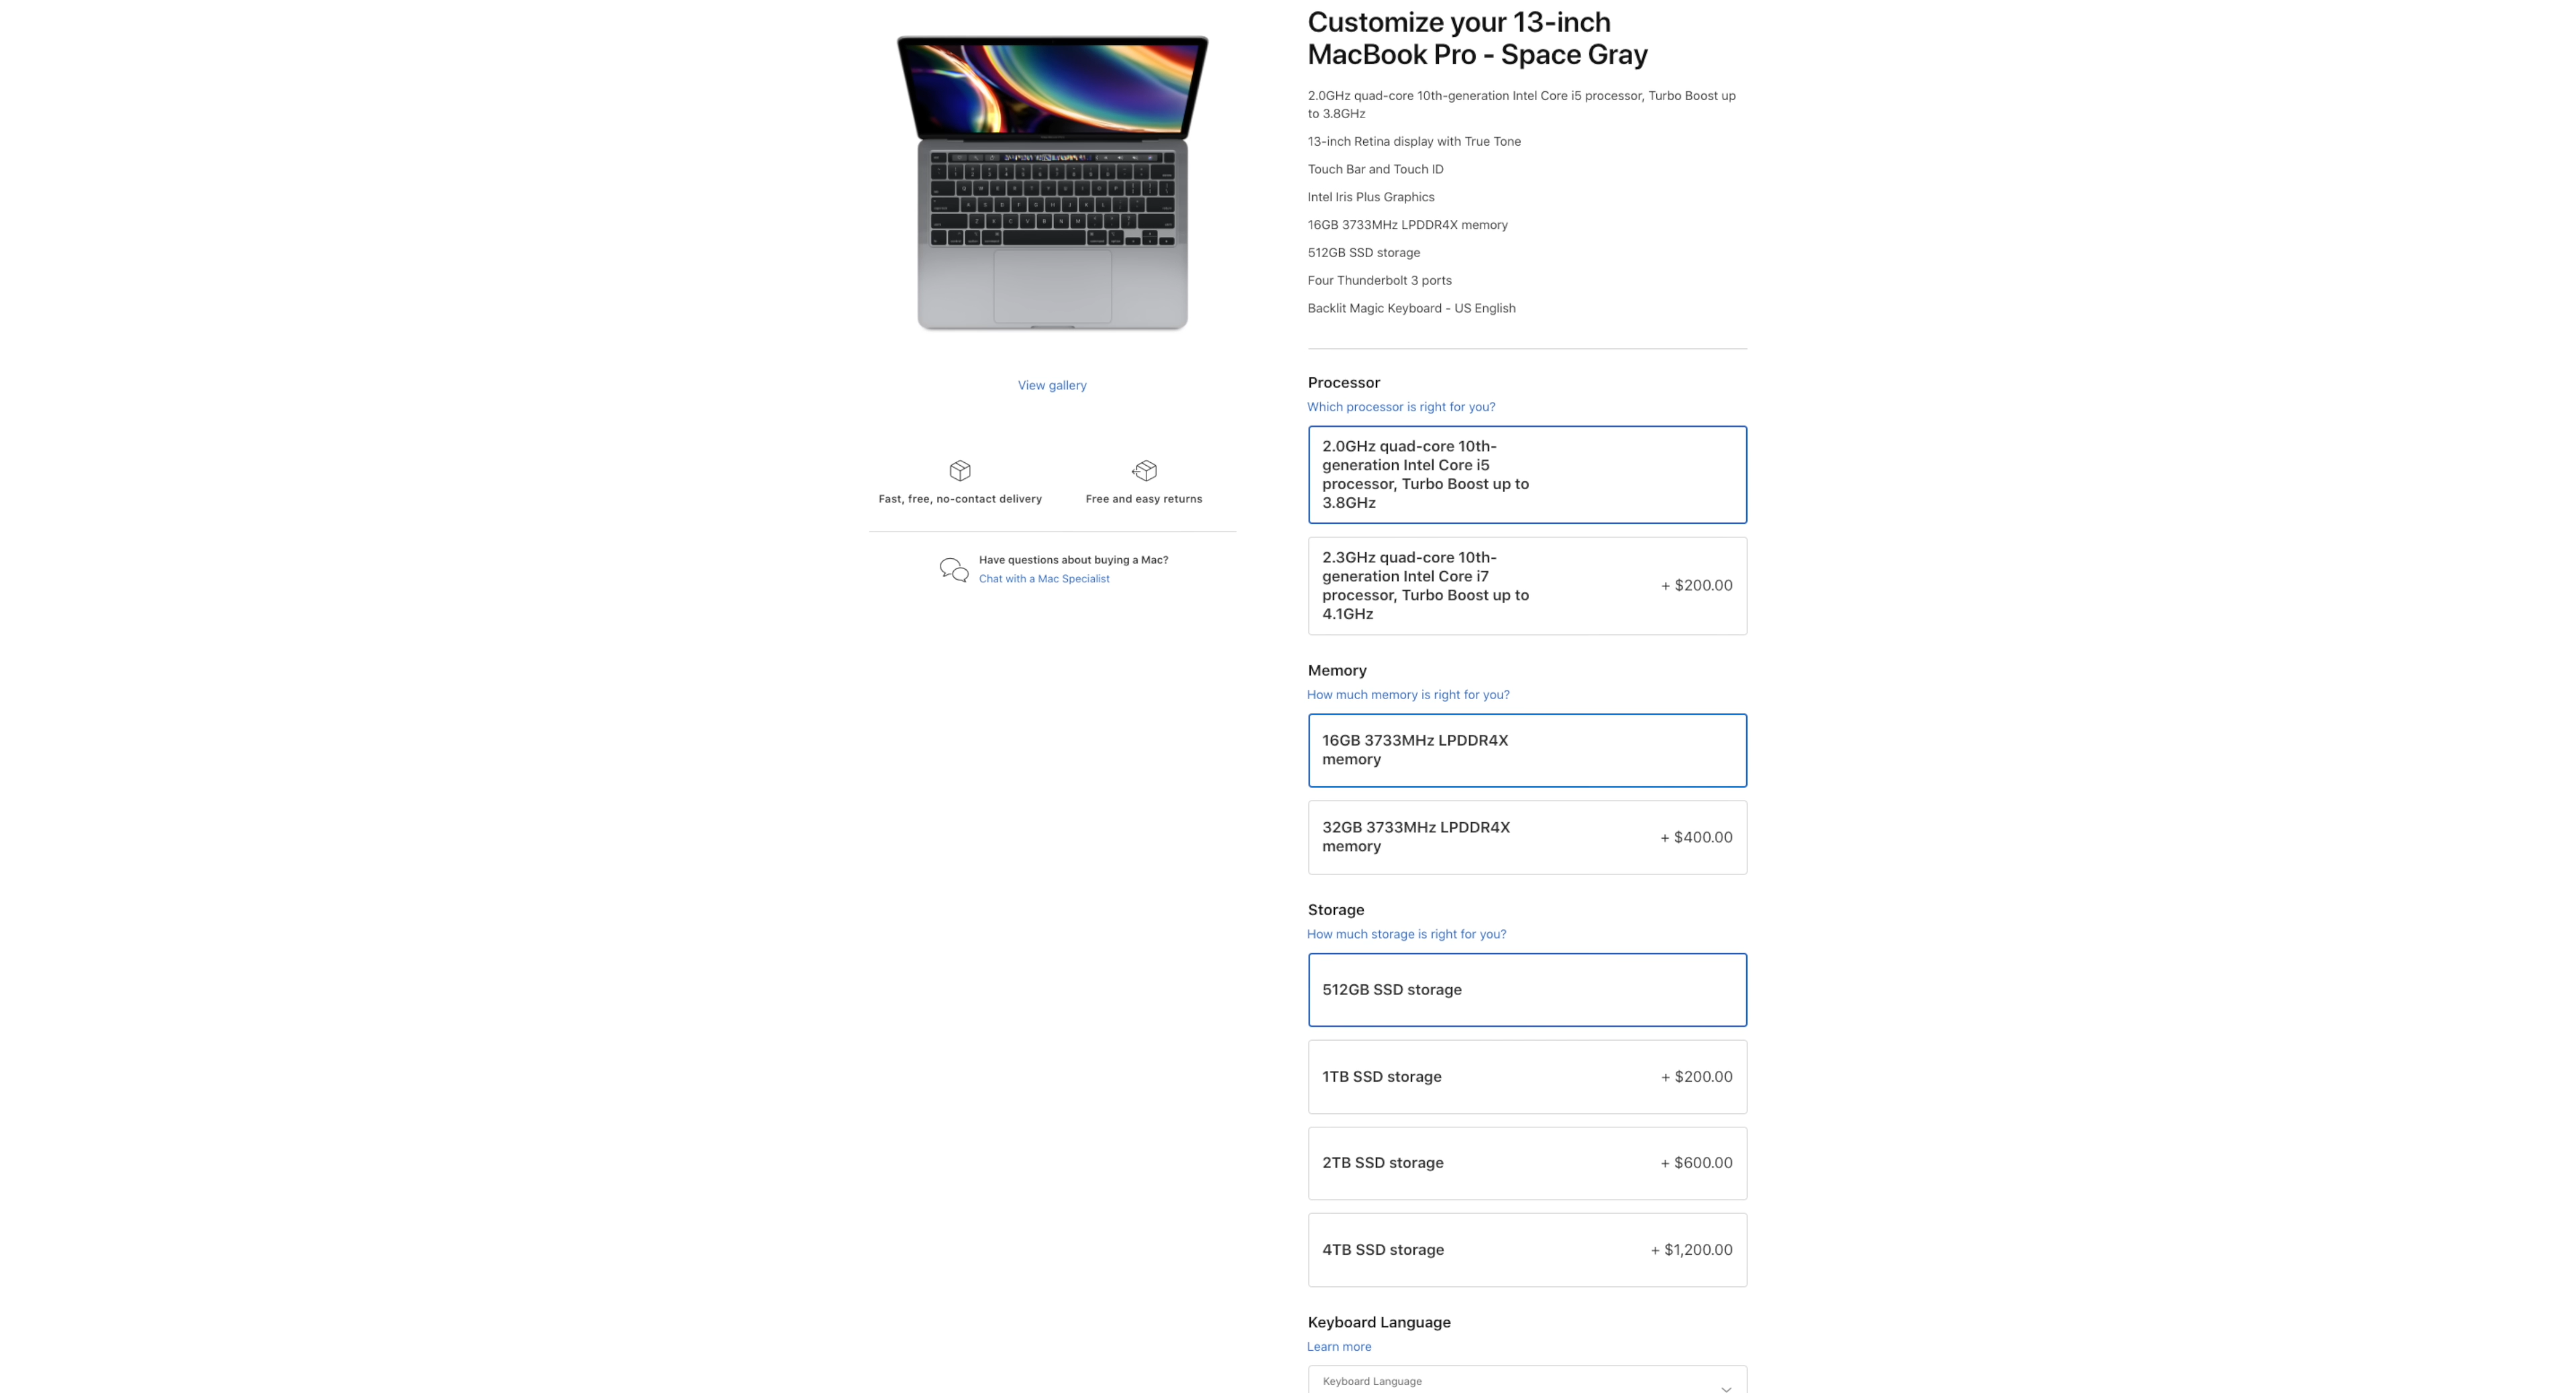 Customize your 13-inch
MacBook Pro - Space Gray
2.0GHz quad-core 10th-generation Intel Core i5 processor, Turbo Boost up
to 3.8GHz
13-inch Retina display with True Tone
Touch Bar and Touch ID
Intel Iris Plus Graphics
16GB 3733MHz LPDDR4X memory
512GB SSD storage
Four Thunderbolt 3 ports
Backlit Magic Keyboard - US English
View gallery
Fast, free, no-contact delivery
Free and easy returns
Have questions about buying a Mac?
Chat with a Mac Specialist
Processor
Which processor is right for you?
2.0GHz quad-core 10th-
generation Intel Core i5
processor, Turbo Boost up to
3.8GHz
2.3GHz quad-core 10th-
generation Intel Core i7
processor, Turbo Boost up to
4.1GHz
+ $200.00
Memory
How much memory is right for you?
16GB 3733MHz LPDDR4X
memory
32GB 3733MHz LPDDR4X
memory
+ $400.00
Storage
How much storage is right for you?
512GB SSD storage
1TB SSD storage + $200.00
2TB SSD storage + $600.00
4TB SSD storage + $1,200.00
Keyboard Language
Learn more
Keyboard Language